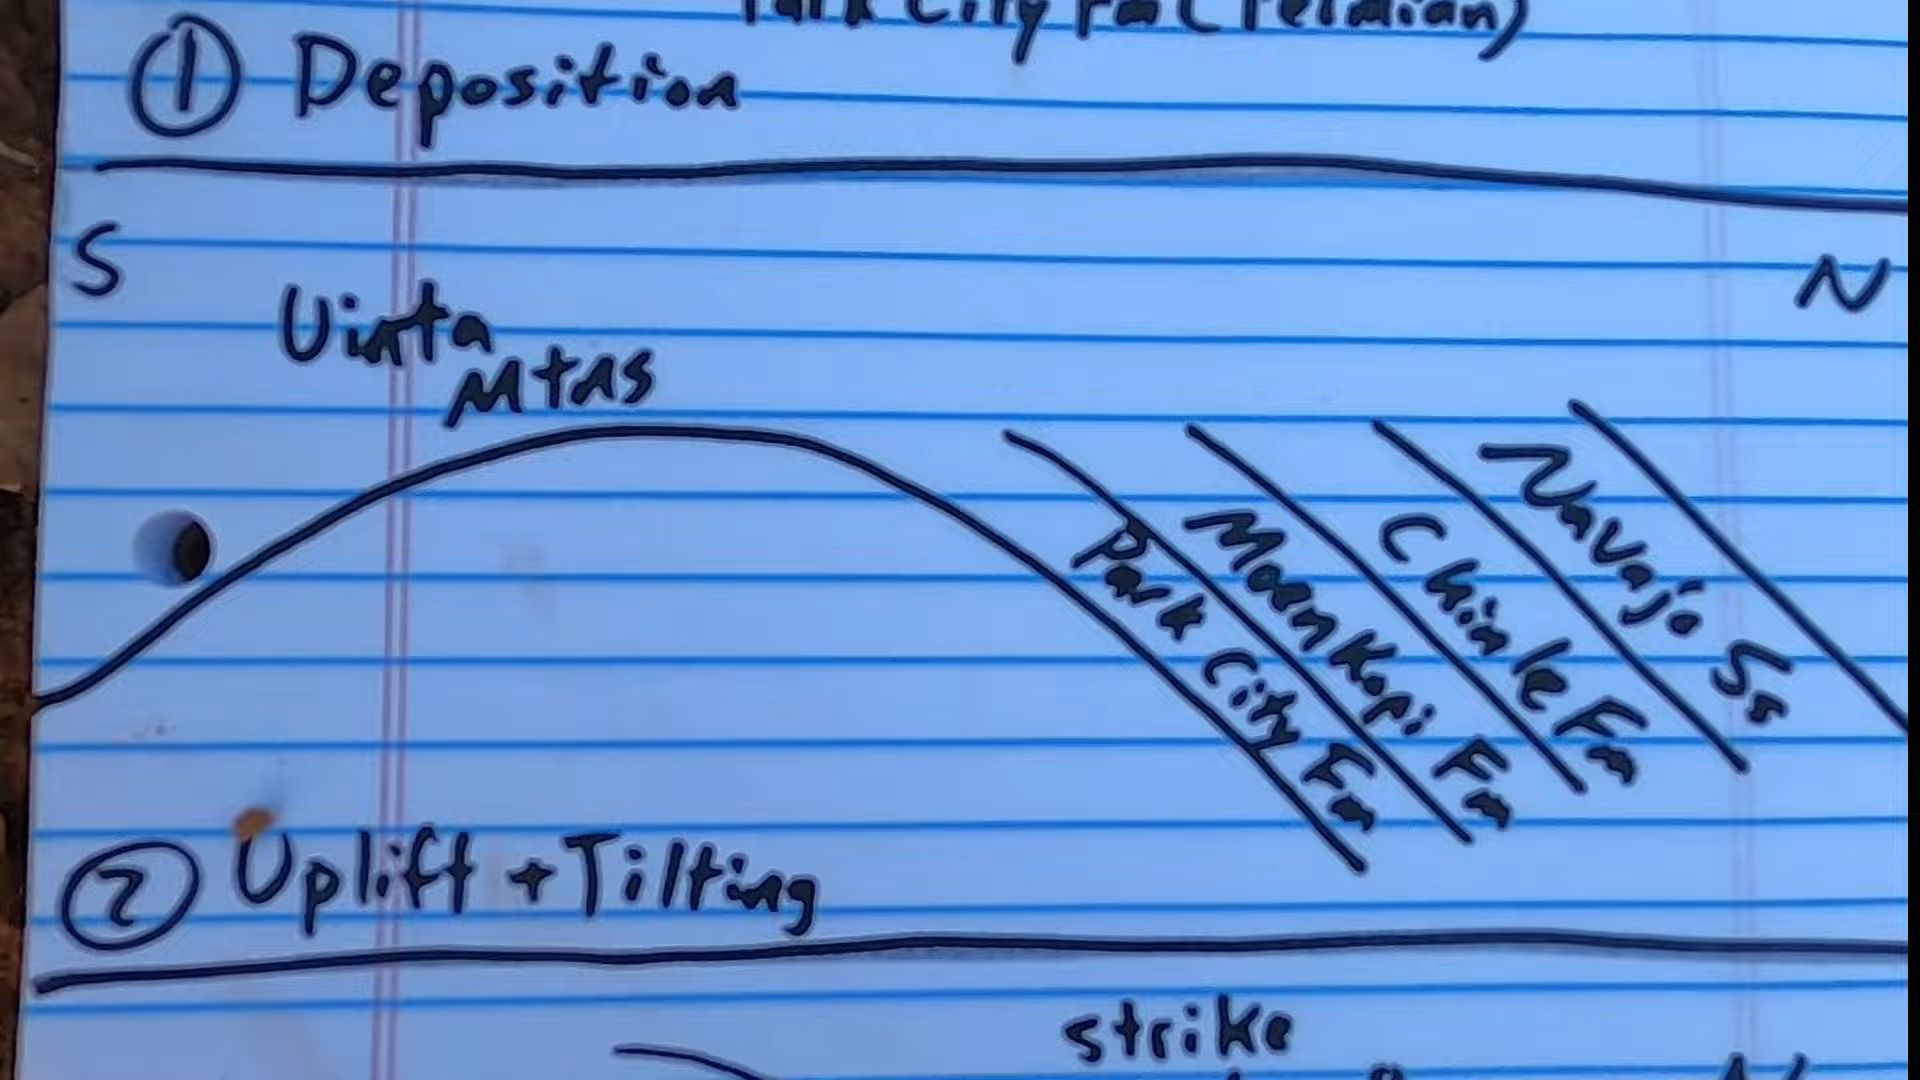 Park City Fm (Permian)
① Deposition
S
N
Uinta
Mtns
Park City Fm
Moenkopi Fm
Chinle Fm
Navajo Ss
② Uplift + Tilting
strike